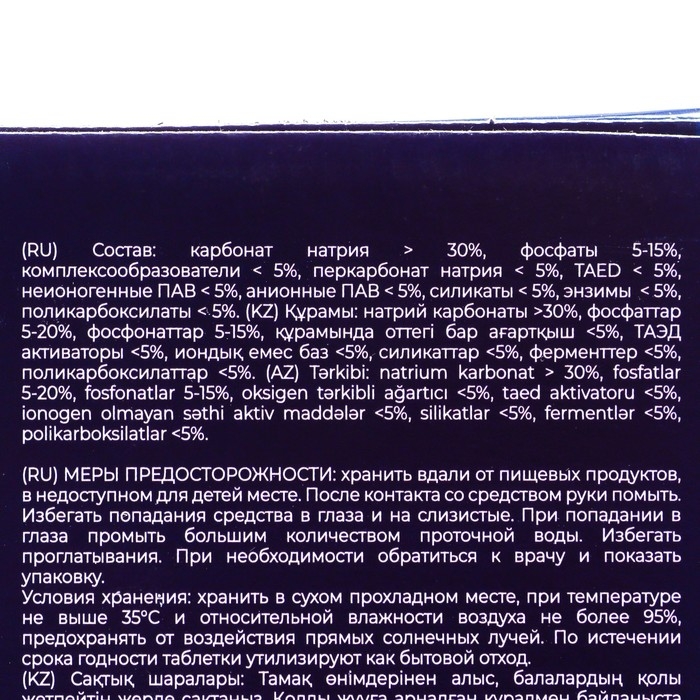 (RU) Состав: карбонат натрия > 30%, фосфаты 5-15%,
комплексообразователи < 5%, перкарбонат натрия < 5%, TAED < 5%,
неионогенные ПАВ < 5%, анионные ПАВ < 5%, силикаты < 5%, энзимы < 5%,
поликарбоксилаты < 5%. (KZ) Құрамы: натрий карбонаты >30%, фосфаттар
5-20%, фосфонаттар 5-15%, құрамында оттегі бар ағартқыш <5%, ТАЭД
активаторы <5%, иондық емес баз <5%, силикаттар <5%, ферменттер <5%,
поликарбоксилаттар <5%. (AZ) Tərkibi: natrium karbonat > 30%, fosfatlar
5-20%, fosfonatlar 5-15%, oksigen tərkibli ağartıcı <5%, taed aktivatoru <5%,
ionogen olmayan səthi aktiv maddələr <5%, silikatlar <5%, fermentlər <5%,
polikarboksilatlar <5%.
(RU) МЕРЫ ПРЕДОСТОРОЖНОСТИ: хранить вдали от пищевых продуктов,
в недоступном для детей месте. После контакта со средством руки помыть.
Избегать попадания средства в глаза и на слизистые. При попадании в
глаза промыть большим количеством проточной воды. Избегать
проглатывания. При необходимости обратиться к врачу и показать
упаковку.
Условия хранения: хранить в сухом прохладном месте, при температуре
не выше 35°С и относительной влажности воздуха не более 95%,
предохранять от воздействия прямых солнечных лучей. По истечении
срока годности таблетки утилизируют как бытовой отход.
(KZ) Сақтық шаралары: Тамақ өнімдерінен алыс, балалардың қолы
жетпейтін жерде сақтаңыз. Қолды жууға арналған құралмен байланыста